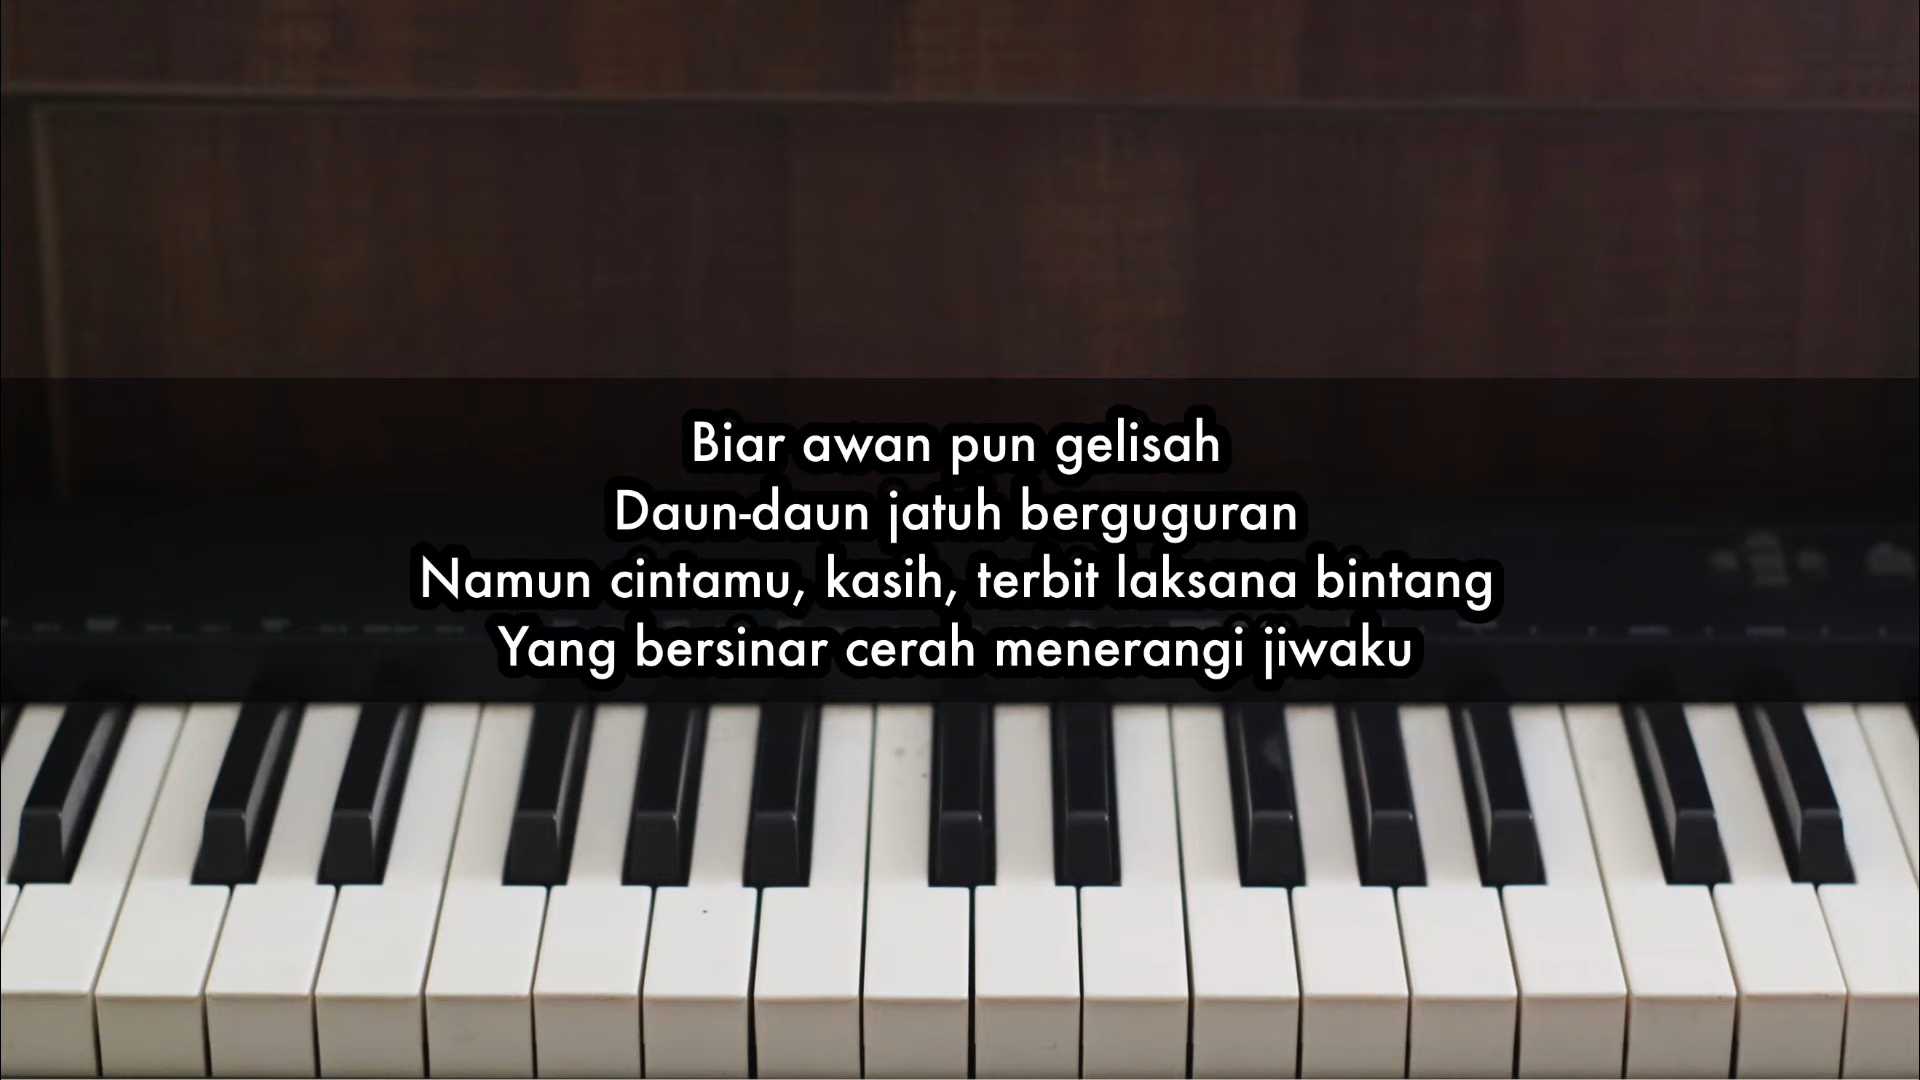 Biar awan pun gelisah
Daun-daun jatuh berguguran
Namun cintamu, kasih, terbit laksana bintang
Yang bersinar cerah menerangi jiwaku